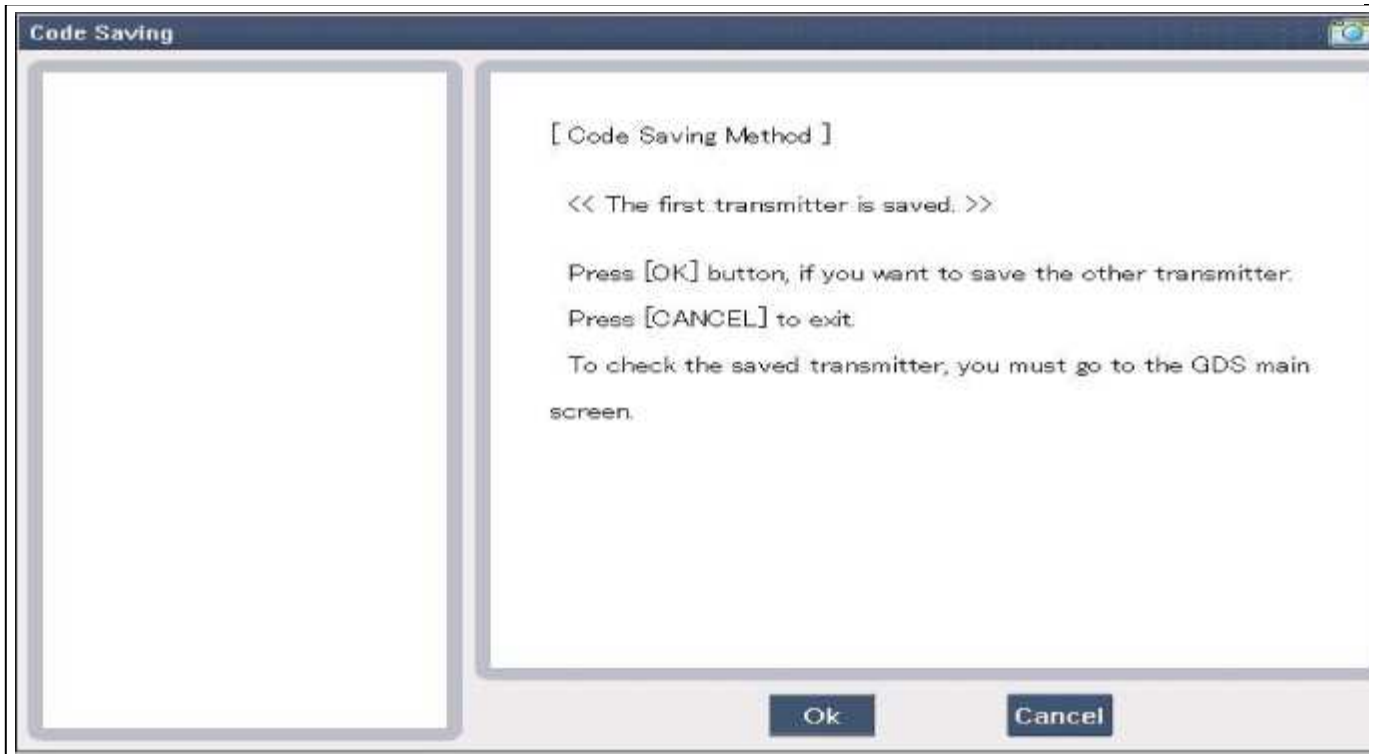 Code Saving
[ Code Saving Method ]
<< The first transmitter is saved. >>
Press [OK] button, if you want to save the other transmitter.
Press [CANCEL] to exit.
To check the saved transmitter, you must go to the GDS main
screen.
Ok
Cancel